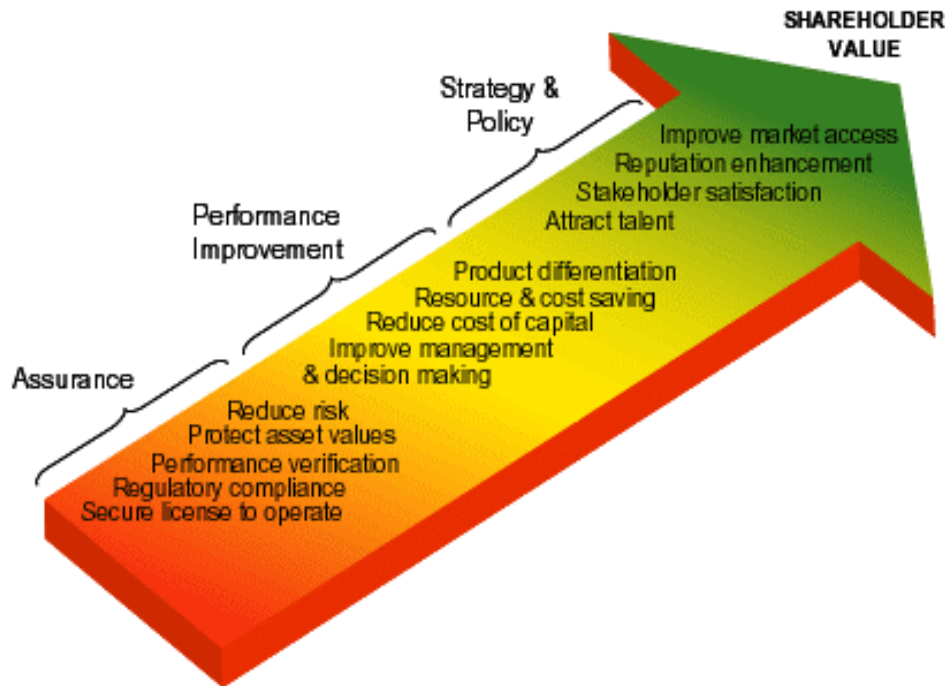 SHAREHOLDER
VALUE
Strategy &
Policy
Improve market access
Reputation enhancement
Stakeholder satisfaction
Attract talent
Performance
Improvement
Product differentiation
Resource & cost saving
Reduce cost of capital
Improve management
& decision making
Assurance
Reduce risk
Protect asset values
Performance verification
Regulatory compliance
Secure license to operate